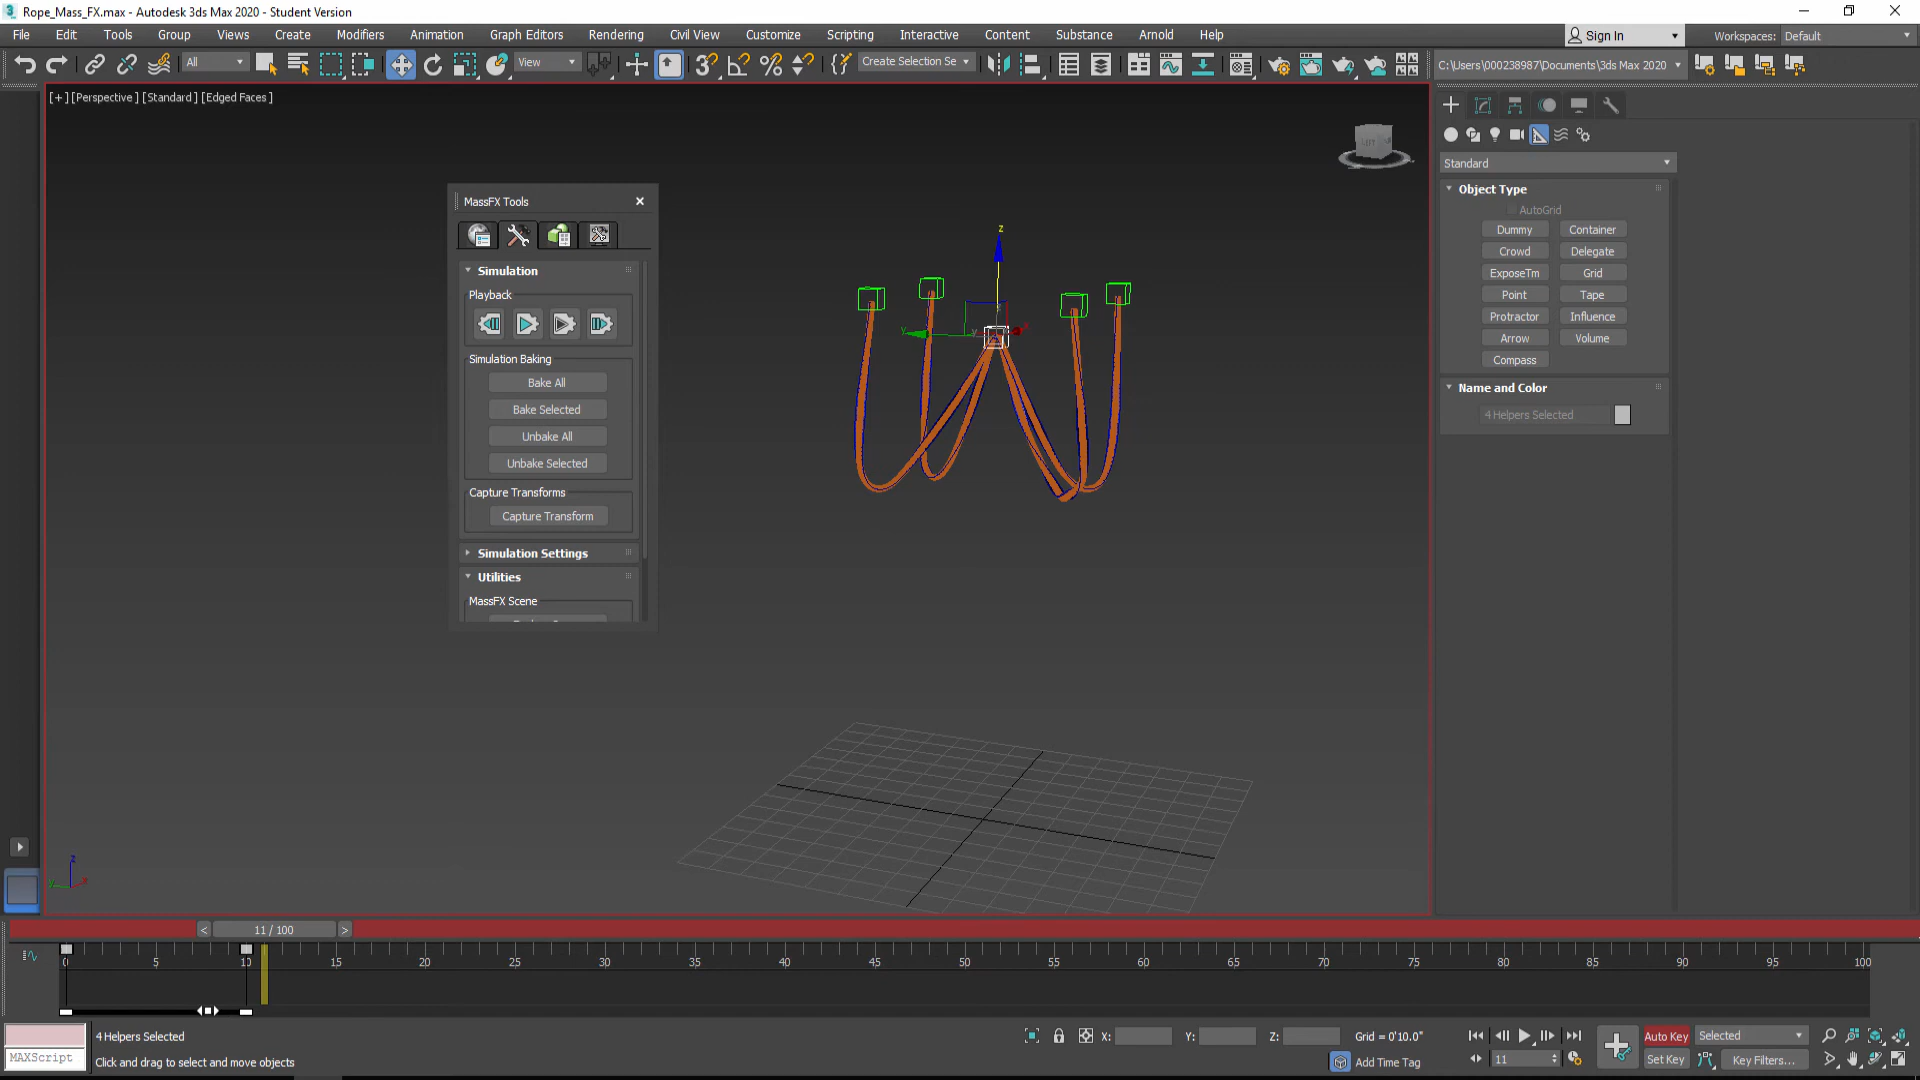 Rope_Mass_FX.max - Autodesk 3ds Max 2020 - Student Version
File Edit Tools Group Views Create Modifiers Animation Graph Editors Rendering Civil View Customize Scripting Interactive Content Substance Arnold Help Sign In Workspaces: Default
All View Create Selection Se C:\Users\000238987\Documents\3ds Max 2020
[+] [Perspective] [Standard] [Edged Faces]
MassFX Tools
Simulation
Playback
Simulation Baking
Bake All
Bake Selected
Unbake All
Unbake Selected
Capture Transforms
Capture Transform
Simulation Settings
Utilities
MassFX Scene
z
y
x
Standard
Object Type
AutoGrid
Dummy Container
Crowd Delegate
ExposeTm Grid
Point Tape
Protractor Influence
Arrow Volume
Compass
Name and Color
4 Helpers Selected
z
y x
< 11 / 100 >
0 5 10 15 20 25 30 35 40 45 50 55 60 65 70 75 80 85 90 95 100
4 Helpers Selected X: Y: Z: Grid = 0'10.0" Auto Key Selected
MAXScript Click and drag to select and move objects Add Time Tag 11 Set Key Key Filters...